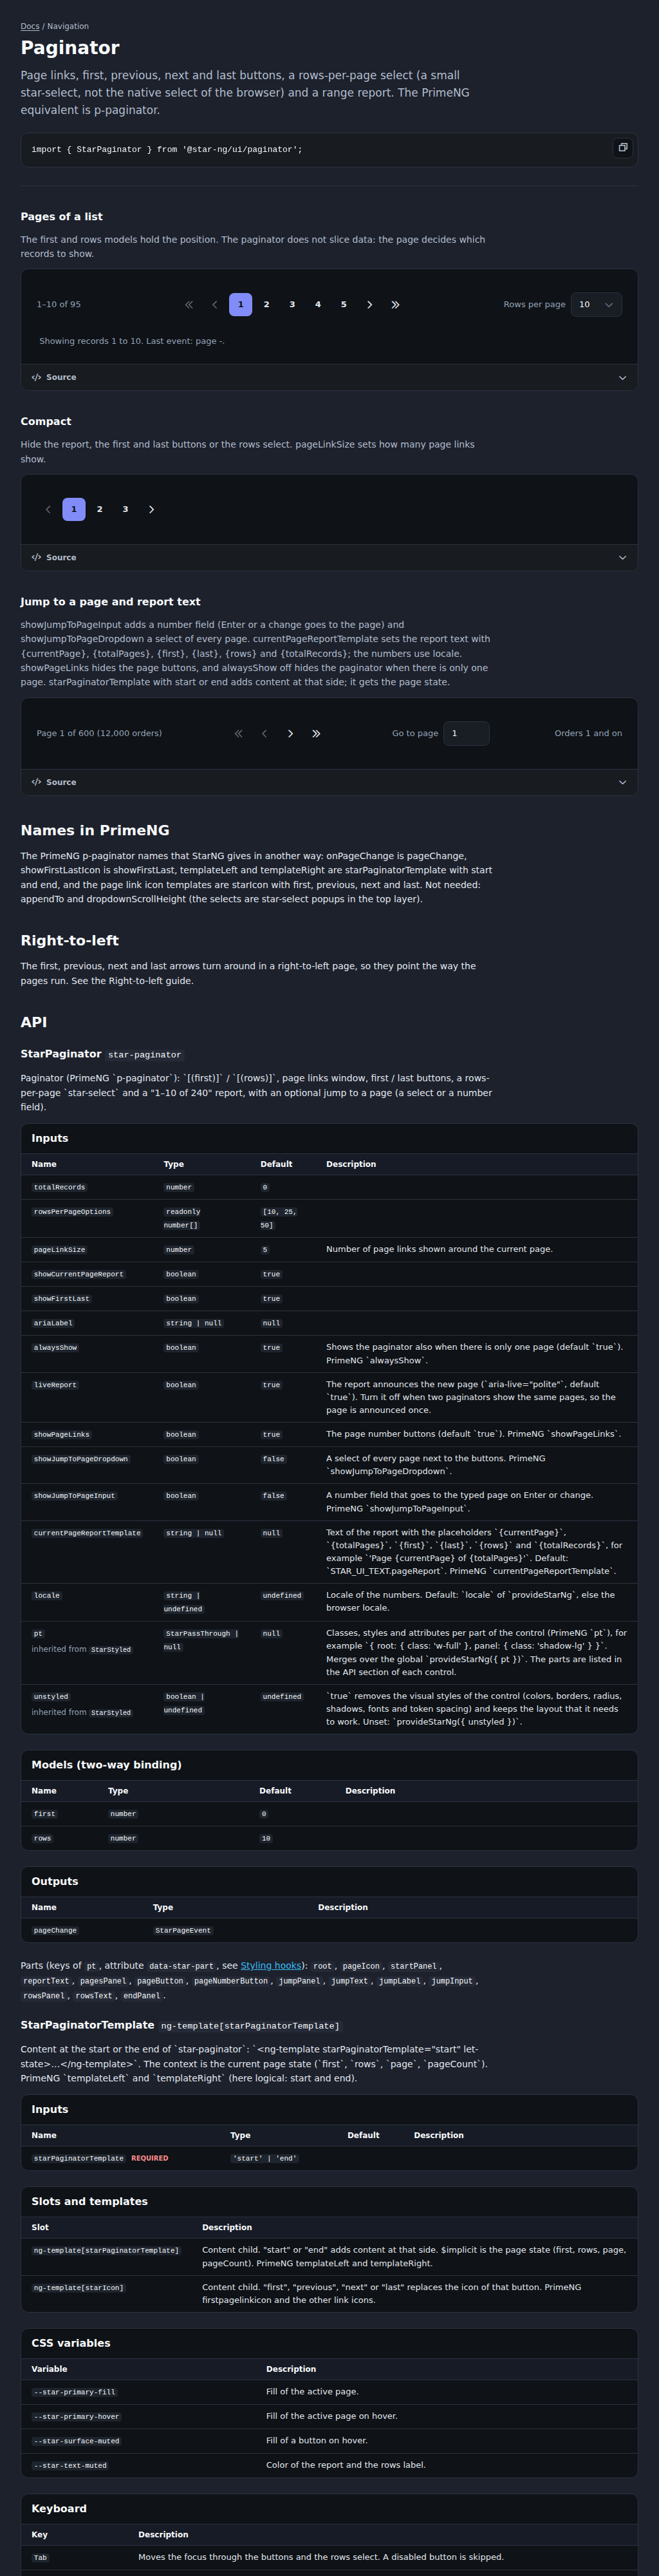 Docs / Navigation
Paginator
Page links, first, previous, next and last buttons, a rows-per-page select (a small
star-select, not the native select of the browser) and a range report. The PrimeNG
equivalent is p-paginator.
import { StarPaginator } from '@star-ng/ui/paginator';
Pages of a list
The first and rows models hold the position. The paginator does not slice data: the page decides which
records to show.
1–10 of 95 1 2 3 4 5 Rows per page 10
Showing records 1 to 10. Last event: page -.
Source
Compact
Hide the report, the first and last buttons or the rows select. pageLinkSize sets how many page links
show.
1 2 3
Source
Jump to a page and report text
showJumpToPageInput adds a number field (Enter or a change goes to the page) and
showJumpToPageDropdown a select of every page. currentPageReportTemplate sets the report text with
{currentPage}, {totalPages}, {first}, {last}, {rows} and {totalRecords}; the numbers use locale.
showPageLinks hides the page buttons, and alwaysShow off hides the paginator when there is only one
page. starPaginatorTemplate with start or end adds content at that side; it gets the page state.
Page 1 of 600 (12,000 orders) Go to page 1 Orders 1 and on
Source
Names in PrimeNG
The PrimeNG p-paginator names that StarNG gives in another way: onPageChange is pageChange,
showFirstLastIcon is showFirstLast, templateLeft and templateRight are starPaginatorTemplate with start
and end, and the page link icon templates are starIcon with first, previous, next and last. Not needed:
appendTo and dropdownScrollHeight (the selects are star-select popups in the top layer).
Right-to-left
The first, previous, next and last arrows turn around in a right-to-left page, so they point the way the
pages run. See the Right-to-left guide.
API
StarPaginator star-paginator
Paginator (PrimeNG `p-paginator`): `[(first)]` / `[(rows)]`, page links window, first / last buttons, a rows-
per-page `star-select` and a "1–10 of 240" report, with an optional jump to a page (a select or a number
field).
Inputs
Name Type Default Description
totalRecords number 0
rowsPerPageOptions readonly number[] [10, 25, 50]
pageLinkSize number 5 Number of page links shown around the current page.
showCurrentPageReport boolean true
showFirstLast boolean true
ariaLabel string | null null
alwaysShow boolean true Shows the paginator also when there is only one page (default `true`).
PrimeNG `alwaysShow`.
liveReport boolean true The report announces the new page (`aria-live="polite"`, default
`true`). Turn it off when two paginators show the same pages, so the
page is announced once.
showPageLinks boolean true The page number buttons (default `true`). PrimeNG `showPageLinks`.
showJumpToPageDropdown boolean false A select of every page next to the buttons. PrimeNG
`showJumpToPageDropdown`.
showJumpToPageInput boolean false A number field that goes to the typed page on Enter or change.
PrimeNG `showJumpToPageInput`.
currentPageReportTemplate string | null null Text of the report with the placeholders `{currentPage}`,
`{totalPages}`, `{first}`, `{last}`, `{rows}` and `{totalRecords}`, for
example `'Page {currentPage} of {totalPages}'`. Default:
`STAR_UI_TEXT.pageReport`. PrimeNG `currentPageReportTemplate`.
locale string | undefined undefined Locale of the numbers. Default: `locale` of `provideStarNg`, else the
browser locale.
pt StarPassThrough | null null Classes, styles and attributes per part of the control (PrimeNG `pt`), for
inherited from StarStyled example `{ root: { class: 'w-full' }, panel: { class: 'shadow-lg' } }`.
Merges over the global `provideStarNg({ pt })`. The parts are listed in
the API section of each control.
unstyled boolean | undefined undefined `true` removes the visual styles of the control (colors, borders, radius,
inherited from StarStyled shadows, fonts and token spacing) and keeps the layout that it needs
to work. Unset: `provideStarNg({ unstyled })`.
Models (two-way binding)
Name Type Default Description
first number 0
rows number 10
Outputs
Name Type Description
pageChange StarPageEvent
Parts (keys of pt, attribute data-star-part, see Styling hooks): root, pageIcon, startPanel,
reportText, pagesPanel, pageButton, pageNumberButton, jumpPanel, jumpText, jumpLabel, jumpInput,
rowsPanel, rowsText, endPanel.
StarPaginatorTemplate ng-template[starPaginatorTemplate]
Content at the start or the end of `star-paginator`: `<ng-template starPaginatorTemplate="start" let-
state>...</ng-template>`. The context is the current page state (`first`, `rows`, `page`, `pageCount`).
PrimeNG `templateLeft` and `templateRight` (here logical: start and end).
Inputs
Name Type Default Description
starPaginatorTemplate REQUIRED 'start' | 'end'
Slots and templates
Slot Description
ng-template[starPaginatorTemplate] Content child. "start" or "end" adds content at that side. $implicit is the page state (first, rows, page,
pageCount). PrimeNG templateLeft and templateRight.
ng-template[starIcon] Content child. "first", "previous", "next" or "last" replaces the icon of that button. PrimeNG
firstpagelinkicon and the other link icons.
CSS variables
Variable Description
--star-primary-fill Fill of the active page.
--star-primary-hover Fill of the active page on hover.
--star-surface-muted Fill of a button on hover.
--star-text-muted Color of the report and the rows label.
Keyboard
Key Description
Tab Moves the focus through the buttons and the rows select. A disabled button is skipped.